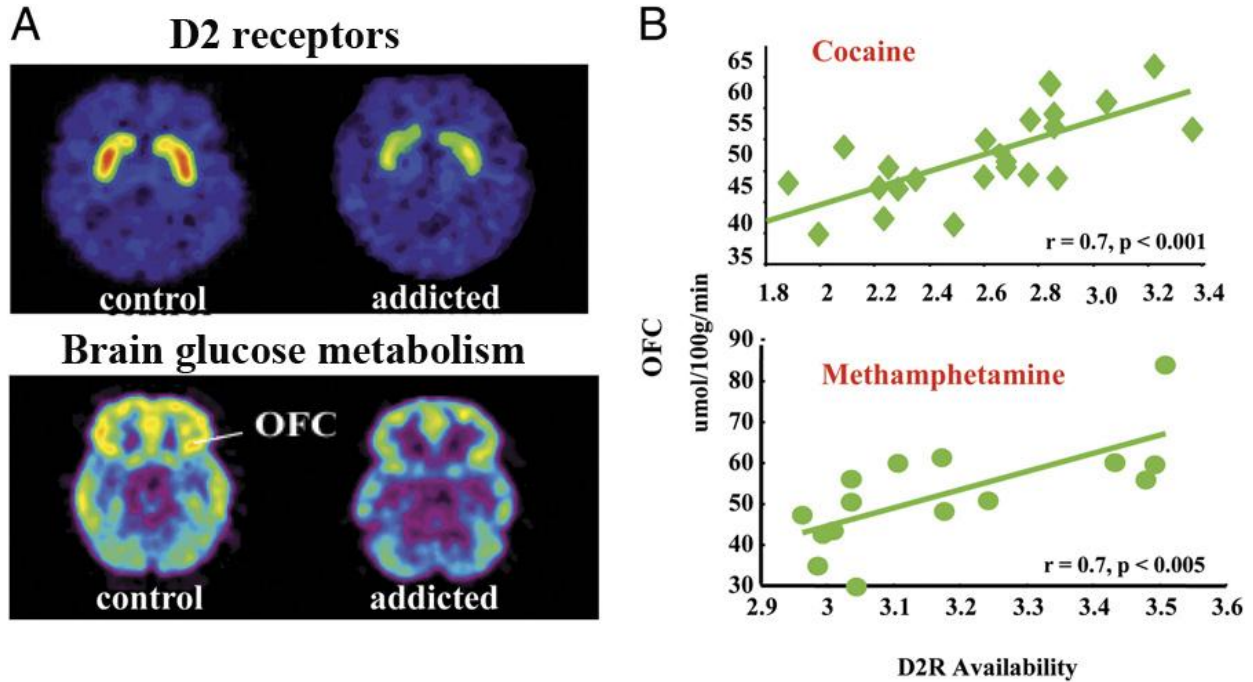 A
D2 receptors
control
addicted
Brain glucose metabolism
OFC
control
addicted
B
Cocaine
65
60
55
50
45
40
35
r = 0.7, p < 0.001
1.8 2 2.2 2.4 2.6 2.8 3.0 3.2 3.4
OFC
umol/100g/min
Methamphetamine
90
80
70
60
50
40
30
r = 0.7, p < 0.005
2.9 3 3.1 3.2 3.3 3.4 3.5 3.6
D2R Availability